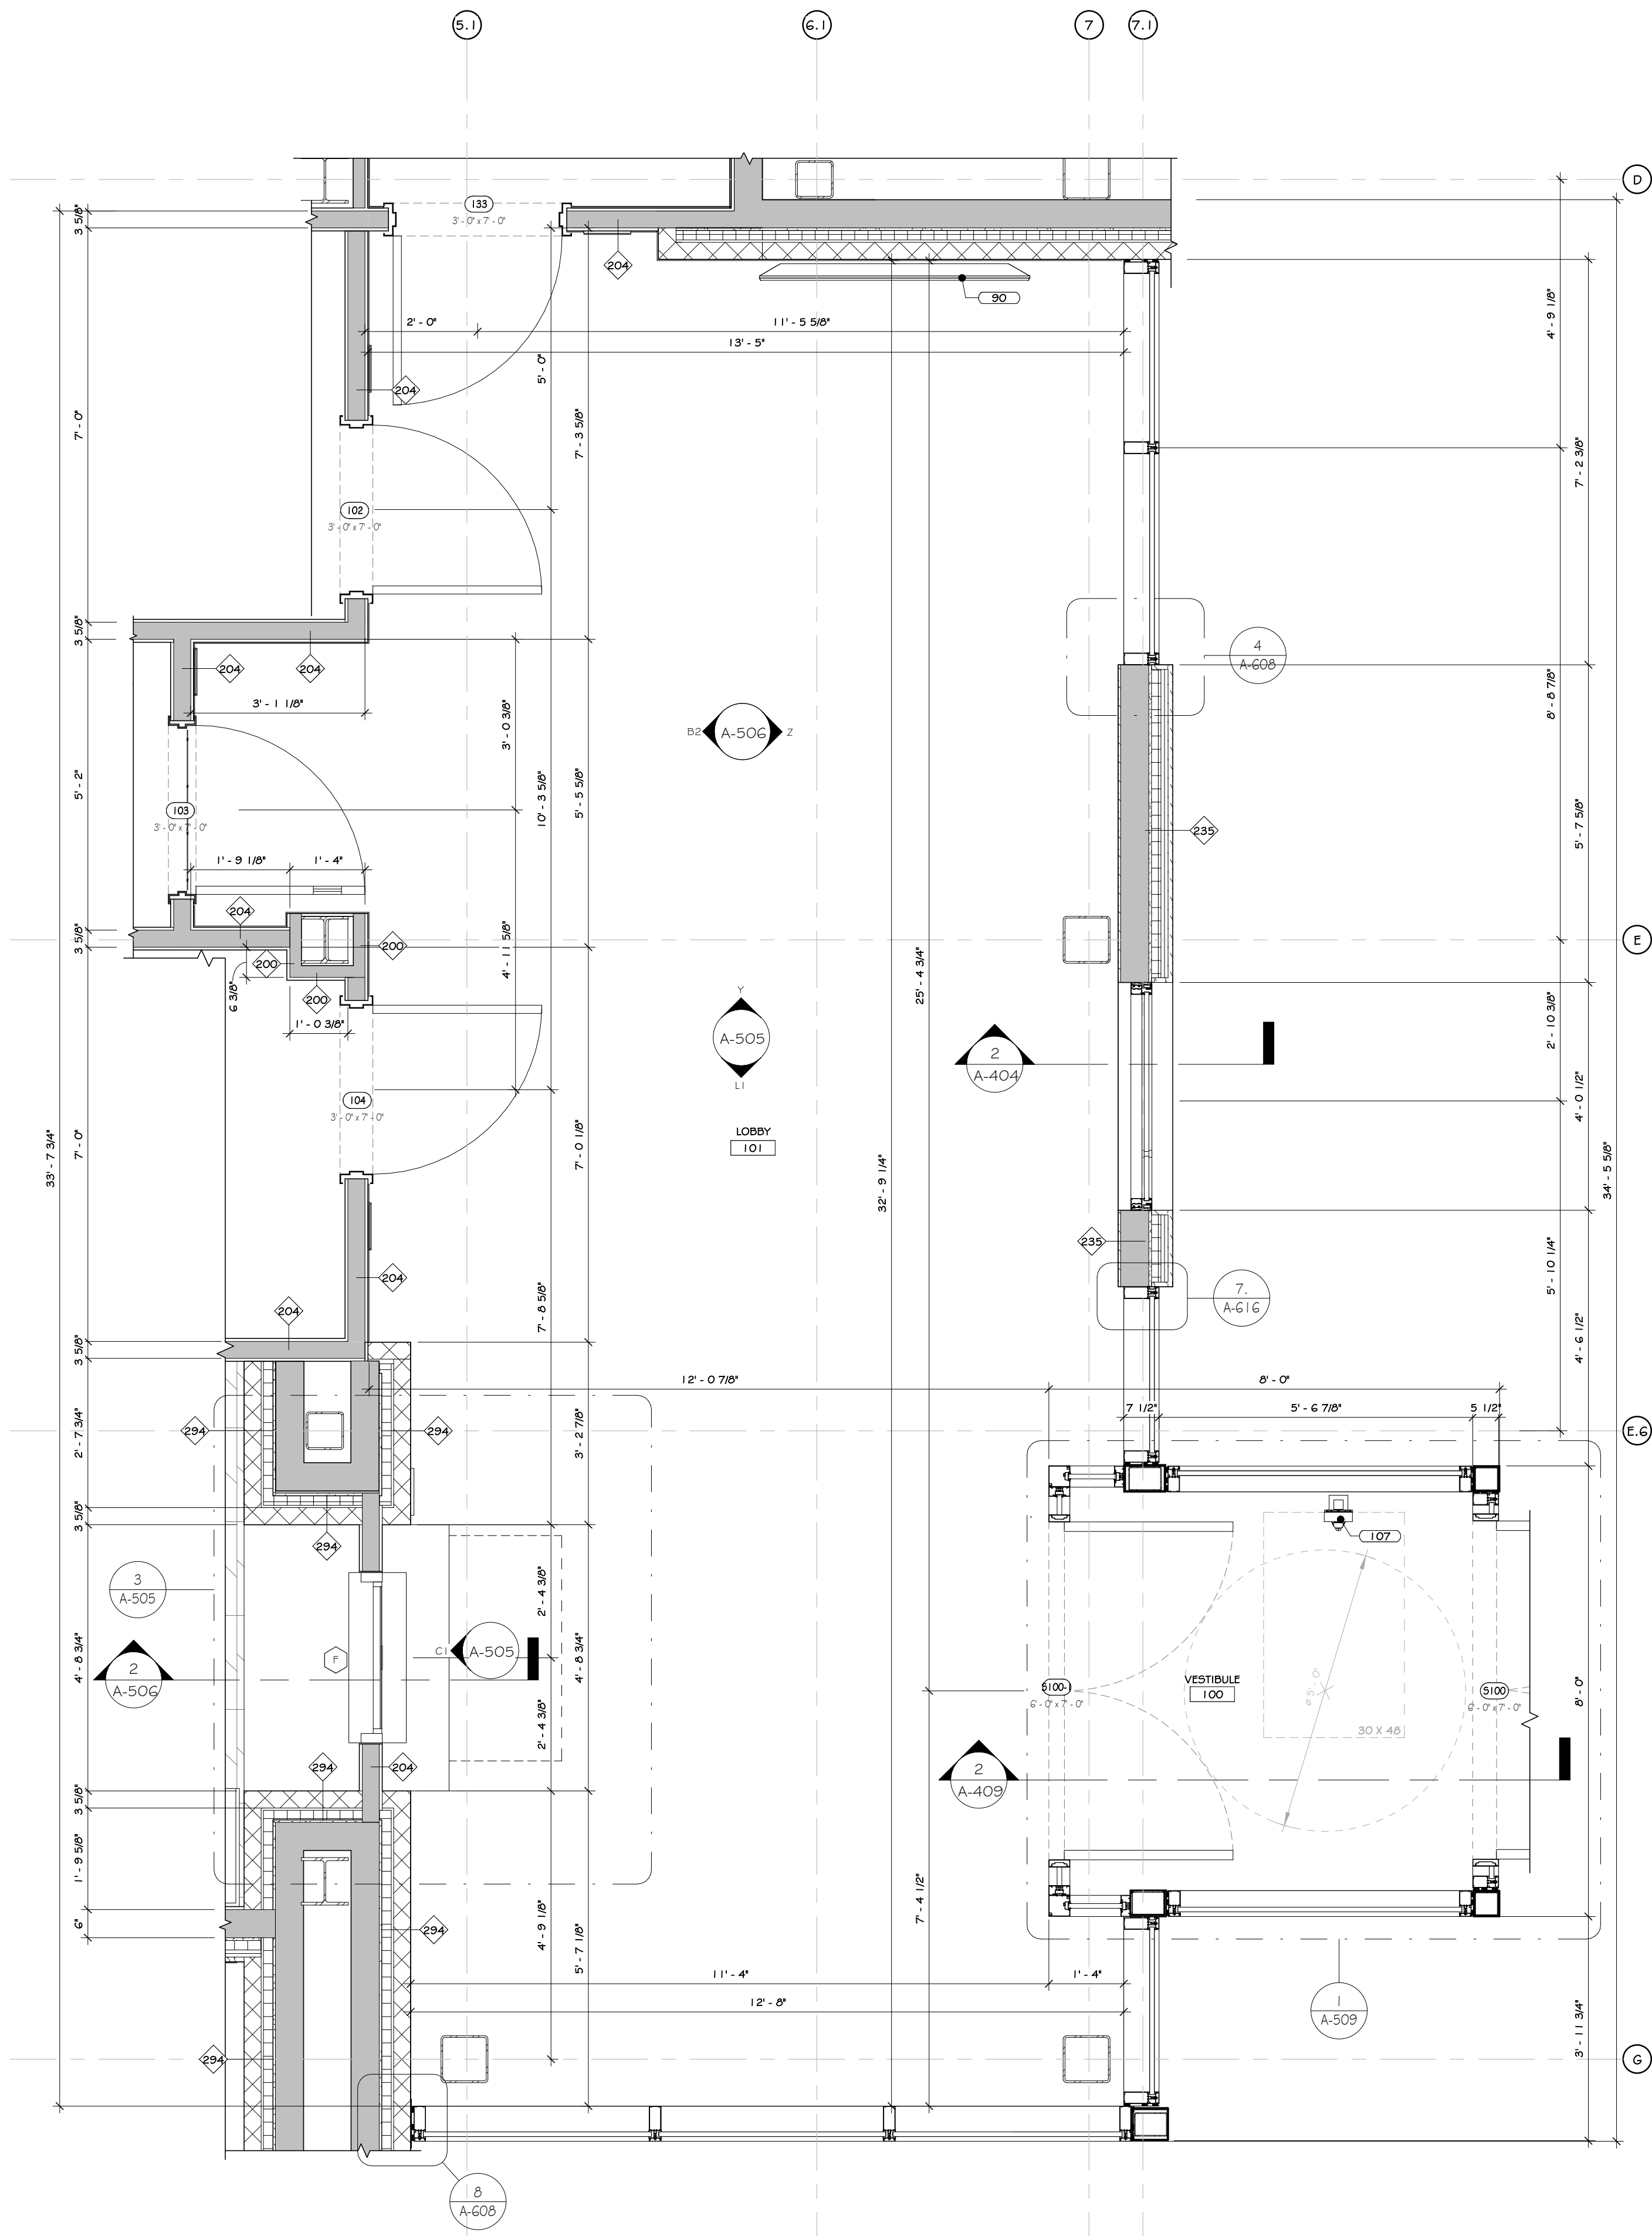 5.1
6.1
7
7.1
D
133
3' - 0" x 7' - 0"
204
90
3 5/8"
2' - 0"
11' - 5 5/8"
13' - 5"
4' - 9 1/8"
5' - 0"
204
7' - 0"
7' - 3 5/8"
7' - 2 3/8"
102
3' - 0" x 7' - 0"
3 5/8"
204
204
4
A-608
3' - 1 1/8"
3' - 0 3/8"
8' - 8 7/8"
B2
A-506
Z
5' - 2"
10' - 3 5/8"
5' - 5 5/8"
103
3' - 0" x 7' - 0"
235
5' - 7 5/8"
1' - 9 1/8"
1' - 4"
204
3 5/8"
200
E
200
4' - 11 5/8"
6 3/8"
200
25' - 4 3/4"
1' - 0 3/8"
Y
A-505
L1
2
A-404
2' - 10 3/8"
104
3' - 0" x 7' - 0"
4' - 0 1/2"
LOBBY
101
33' - 7 3/4"
7' - 0"
7' - 0 1/8"
32' - 9 1/4"
34' - 5 5/8"
235
204
204
7' - 8 5/8"
7.
A-616
5' - 10 1/4"
3 5/8"
4' - 6 1/2"
12' - 0 7/8"
8' - 0"
7 1/2"
5' - 6 7/8"
5 1/2"
2' - 7 3/4"
294
294
3' - 2 7/8"
E.6
3 5/8"
294
107
3
A-505
2' - 4 3/8"
4' - 8 3/4"
F
C1
A-505
4' - 8 3/4"
2
A-506
S100-1
6' - 0" x 7' - 0"
VESTIBULE
100
ø 5' - 0"
S100
6' - 0" x 7' - 0"
8' - 0"
30 X 48
2' - 4 3/8"
294
204
2
A-409
3 5/8"
1' - 9 5/8"
6"
294
4' - 9 1/8"
5' - 7 1/8"
7' - 4 1/2"
11' - 4"
1' - 4"
12' - 8"
1
A-509
3' - 11 3/4"
294
G
8
A-608